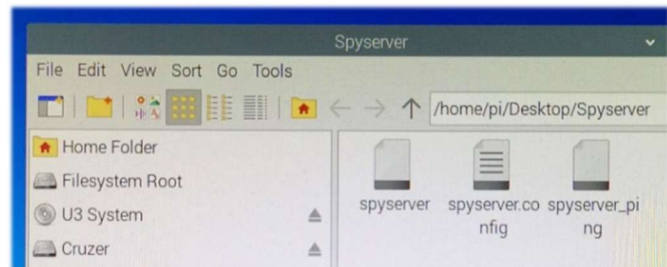 Spyserver
File Edit View Sort Go Tools
/home/pi/Desktop/Spyserver
Home Folder
Filesystem Root
U3 System
Cruzer
spyserver
spyserver.co
nfig
spyserver_pi
ng